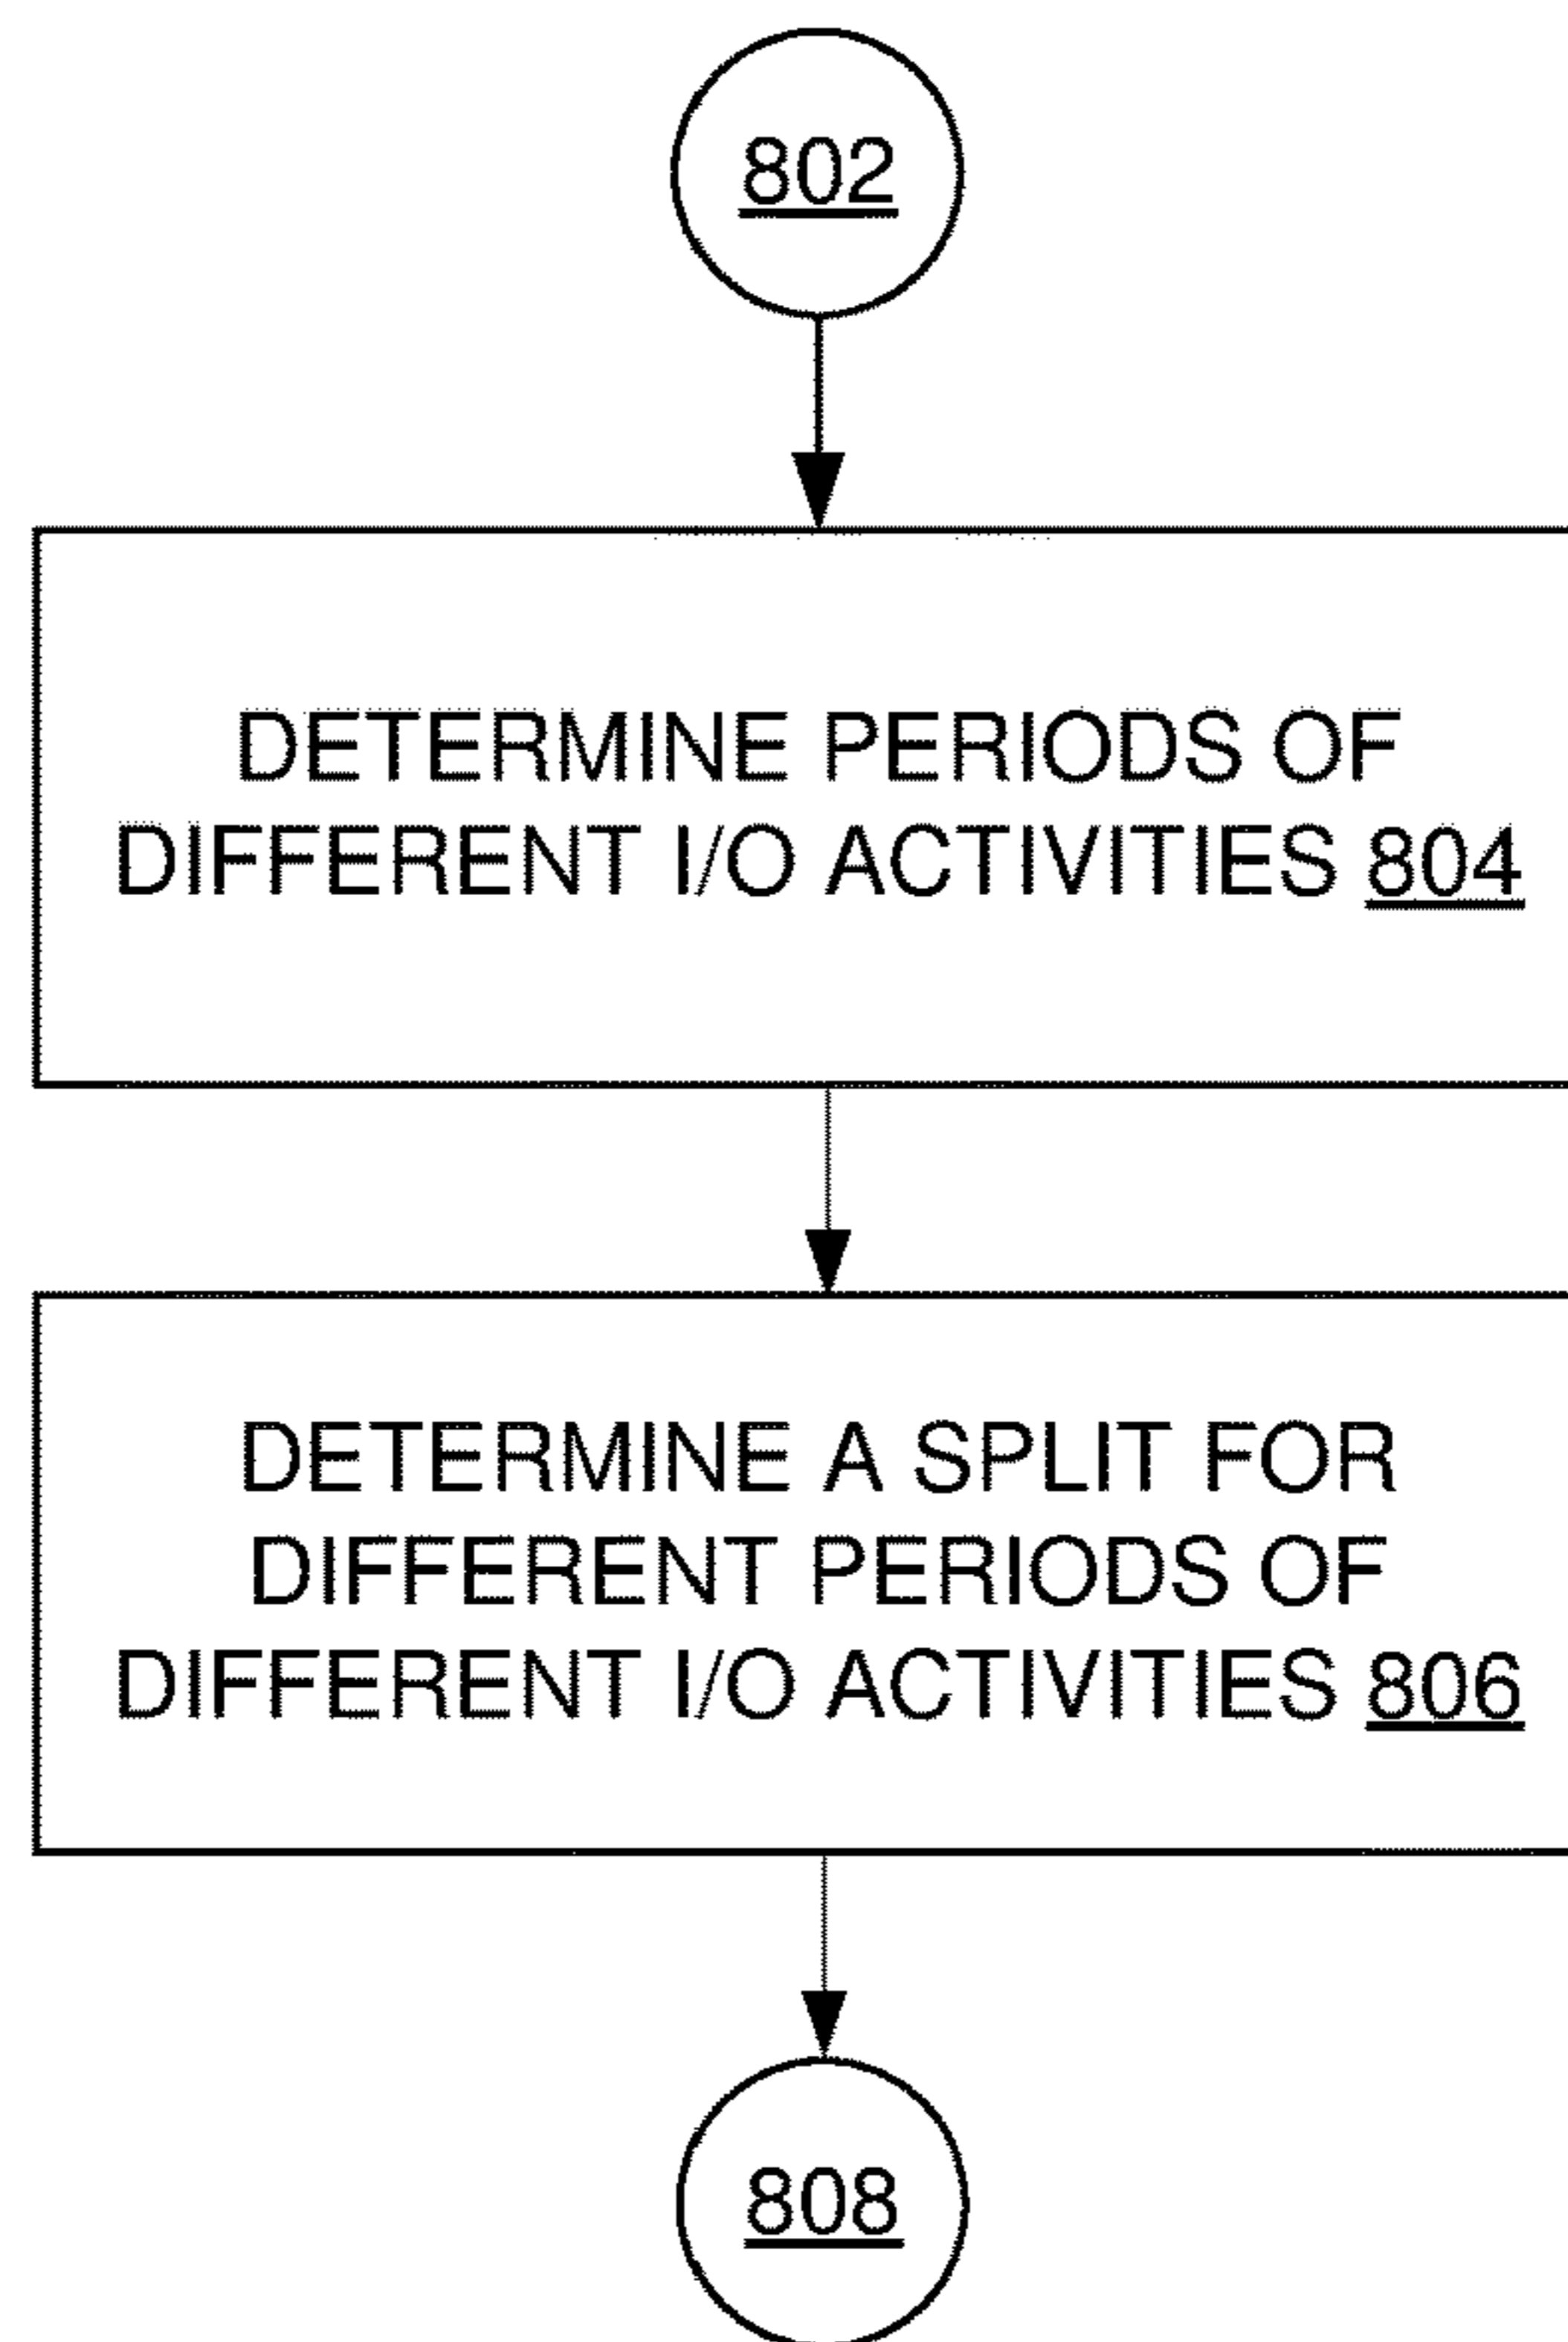 802
DETERMINE PERIODS OF
DIFFERENT I/O ACTIVITIES 804
DETERMINE A SPLIT FOR
DIFFERENT PERIODS OF
DIFFERENT I/O ACTIVITIES 806
808